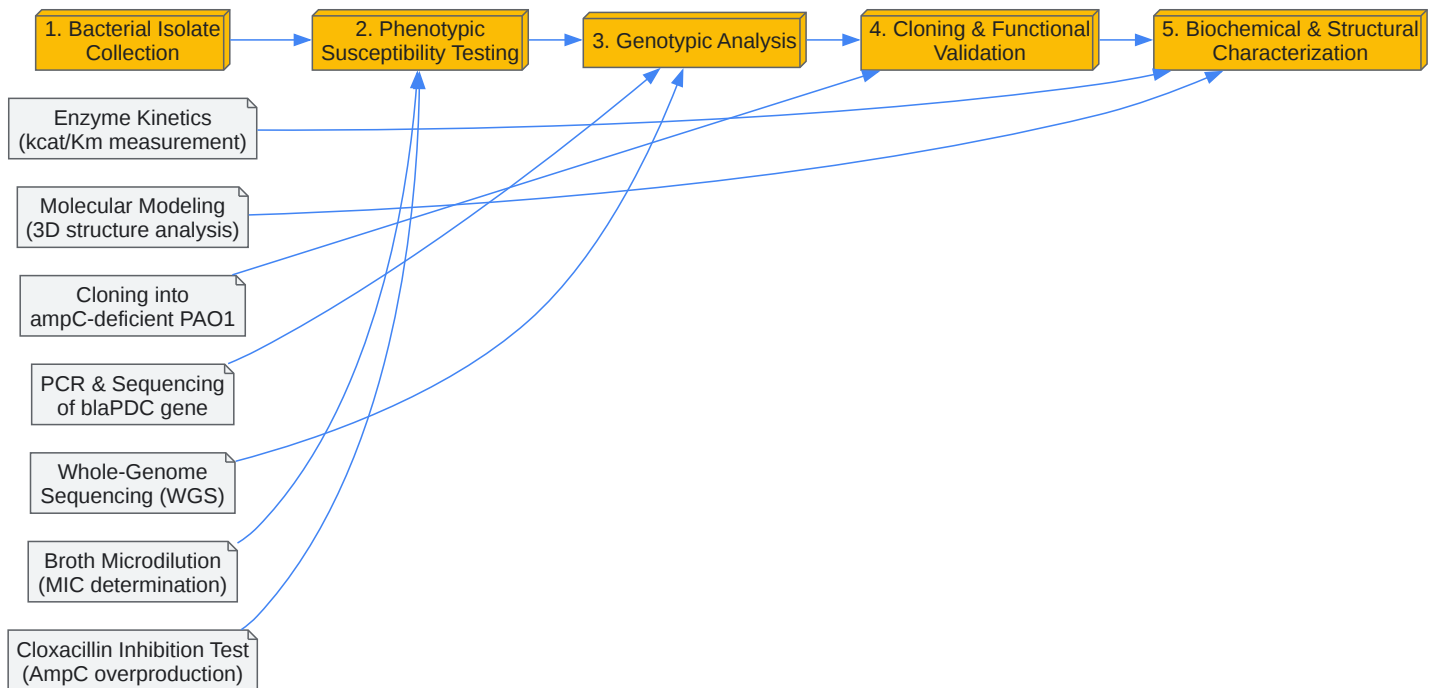 1. Bacterial Isolate
Collection
2. Phenotypic
Susceptibility Testing
3. Genotypic Analysis
4. Cloning & Functional
Validation
5. Biochemical & Structural
Characterization
Enzyme Kinetics
(kcat/Km measurement)
Molecular Modeling
(3D structure analysis)
Cloning into
ampC-deficient PAO1
PCR & Sequencing
of blaPDC gene
Whole-Genome
Sequencing (WGS)
Broth Microdilution
(MIC determination)
Cloxacillin Inhibition Test
(AmpC overproduction)